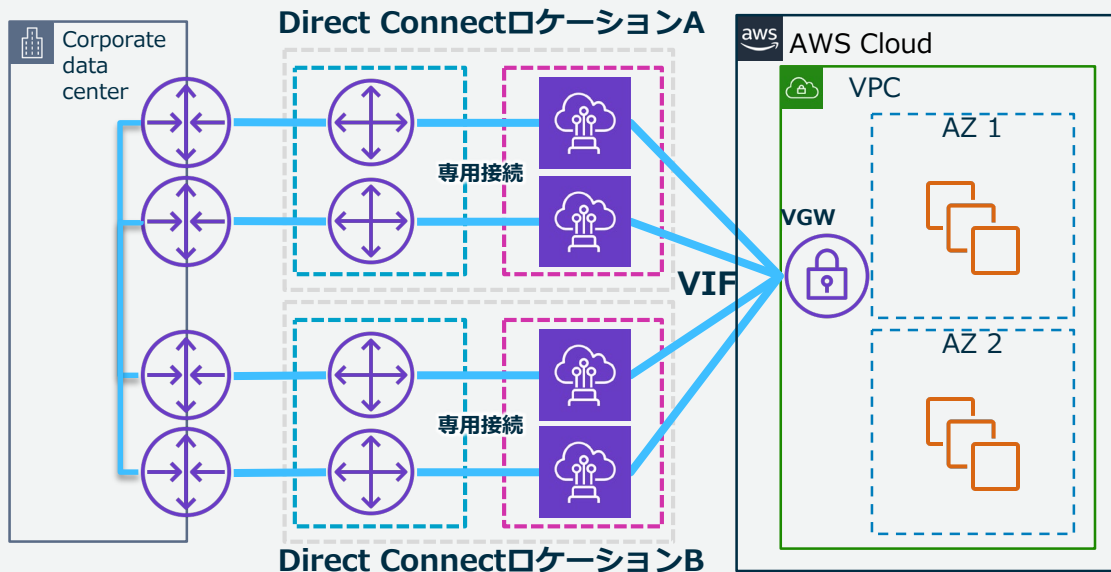 Direct ConnectロケーションA
Corporate
data
center
aws
AWS Cloud
VPC
AZ 1
専用接続
VGW
VIF
AZ 2
専用接続
Direct ConnectロケーションB